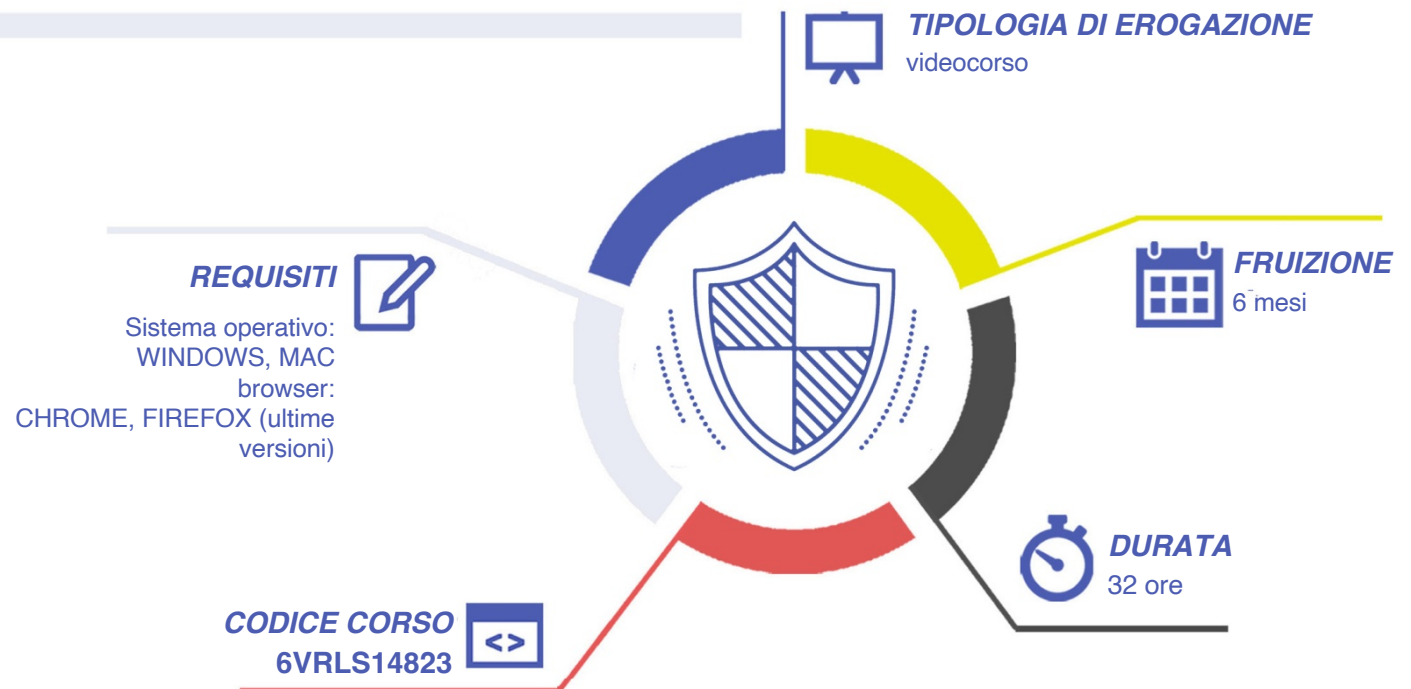 TIPOLOGIA DI EROGAZIONE
videocorso
REQUISITI
Sistema operativo:
WINDOWS, MAC
browser:
CHROME, FIREFOX (ultime
versioni)
FRUIZIONE
6 mesi
DURATA
32 ore
CODICE CORSO
<>
6VRLS14823